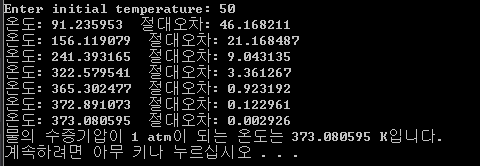 Enter initial temperature: 50
온도: 91.235953 절대오차: 46.168211
온도: 156.119079 절대오차: 21.168487
온도: 241.393165 절대오차: 9.043135
온도: 322.579541 절대오차: 3.361267
온도: 365.302477 절대오차: 0.923192
온도: 372.891073 절대오차: 0.122961
온도: 373.080595 절대오차: 0.002926
물의 수증기압이 1 atm이 되는 온도는 373.080595 K입니다.
계속하려면 아무 키나 누르십시오 . . .